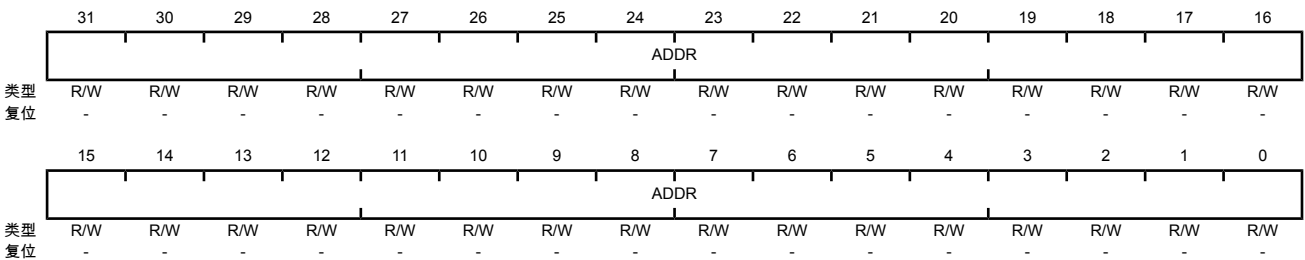 31 30 29 28 27 26 25 24 23 22 21 20 19 18 17 16
ADDR
类型 R/W R/W R/W R/W R/W R/W R/W R/W R/W R/W R/W R/W R/W R/W R/W R/W
复位 - - - - - - - - - - - - - - - -
15 14 13 12 11 10 9 8 7 6 5 4 3 2 1 0
ADDR
类型 R/W R/W R/W R/W R/W R/W R/W R/W R/W R/W R/W R/W R/W R/W R/W R/W
复位 - - - - - - - - - - - - - - - -